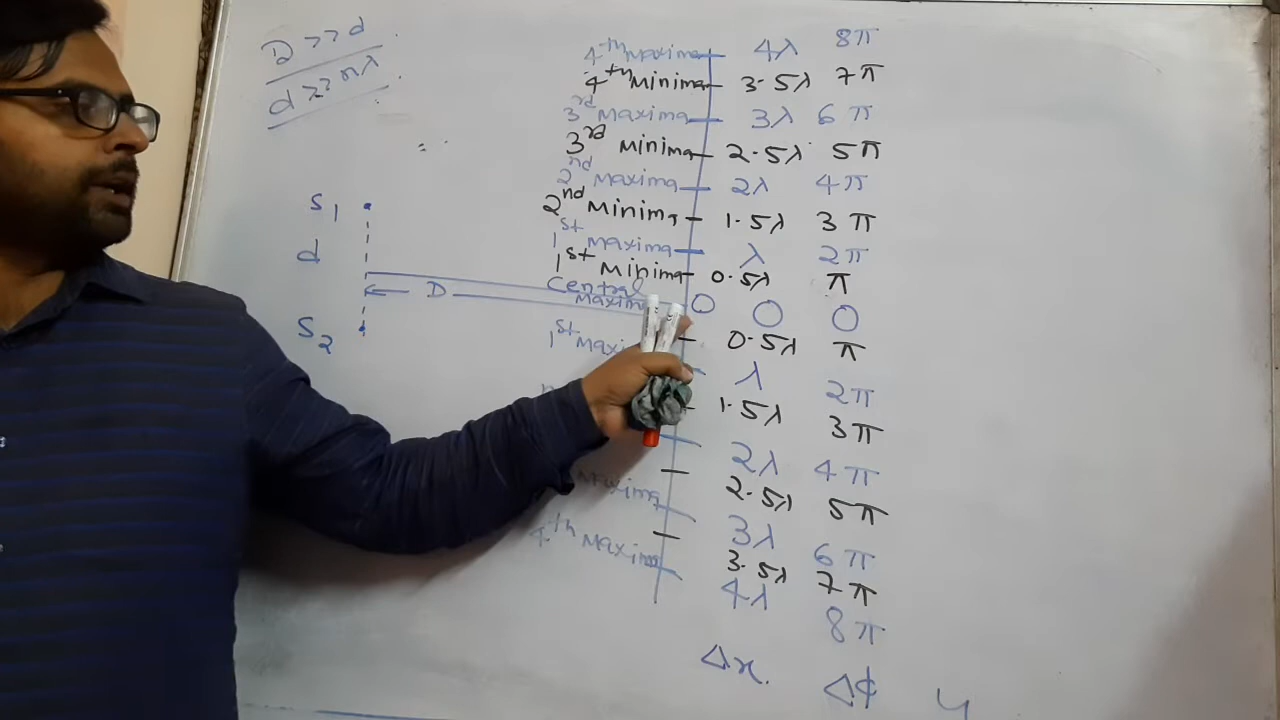 D >> d
d >> nλ
4th Maxima 4λ 8π
4th Minima 3.5λ 7π
3rd Maxima 3λ 6π
3rd Minima 2.5λ 5π
2nd Maxima 2λ 4π
S1 2nd Minima 1.5λ 3π
d 1st Maxima λ 2π
1st Minima 0.5λ π
D Central
Maxima O O O
S2 1st Maxi 0.5λ π
λ 2π
1.5λ 3π
2λ 4π
Maxima 2.5λ 5π
3λ 6π
4th Maxima 3.5λ 7π
4λ 8π
Δx. Δϕ y